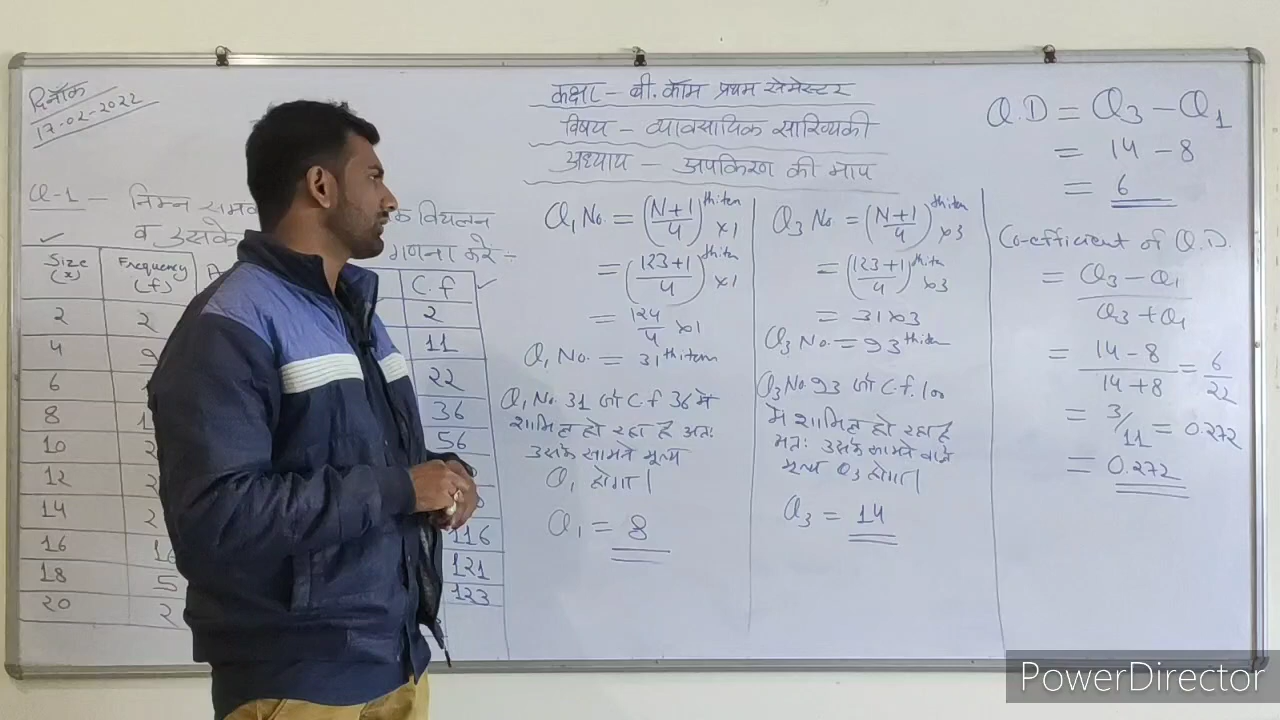 दिनाँक
17-02-2022
कक्षा - बी. कॉम प्रथम सेमेस्टर
विषय - व्यावसायिक सांख्यिकी
अध्याय - अपकिरण की माप
Q-1 - निम्न समं
क विचलन
व उसके
गणना करे :-
Size (x) Frequency (f) C.f
2 2 2
4 9 11
6 22
8 1 36
10 2 56
12 2
14 2
16 16 116
18 5 121
20 2 123
Q1 No. = (N+1/4)th item ×1
= (123+1/4)th item ×1
= 124/4 ×1
Q1 No. = 31th item
Q1 No. 31 जो C.f 36 मे
शामिल हो रहा है अतः
उसके सामने मूल्य
Q1 होगा|
Q1 = 8
Q3 No = (N+1/4)th item ×3
= (123+1/4)th item ×3
= 31×3
Q3 No. = 93th item
Q3 No. 93 जो C.f. 100
मे शामिल हो रहा है
अतः उसके सामने वाले
मूल्य Q3 होगा|
Q3 = 14
Q.D = Q3 - Q1
= 14 - 8
= 6
Co-efficient of Q.D.
= Q3 - Q1 / Q3 + Q1
= 14 - 8 / 14 + 8 = 6/22
= 3/11 = 0.272
= 0.272
PowerDirector